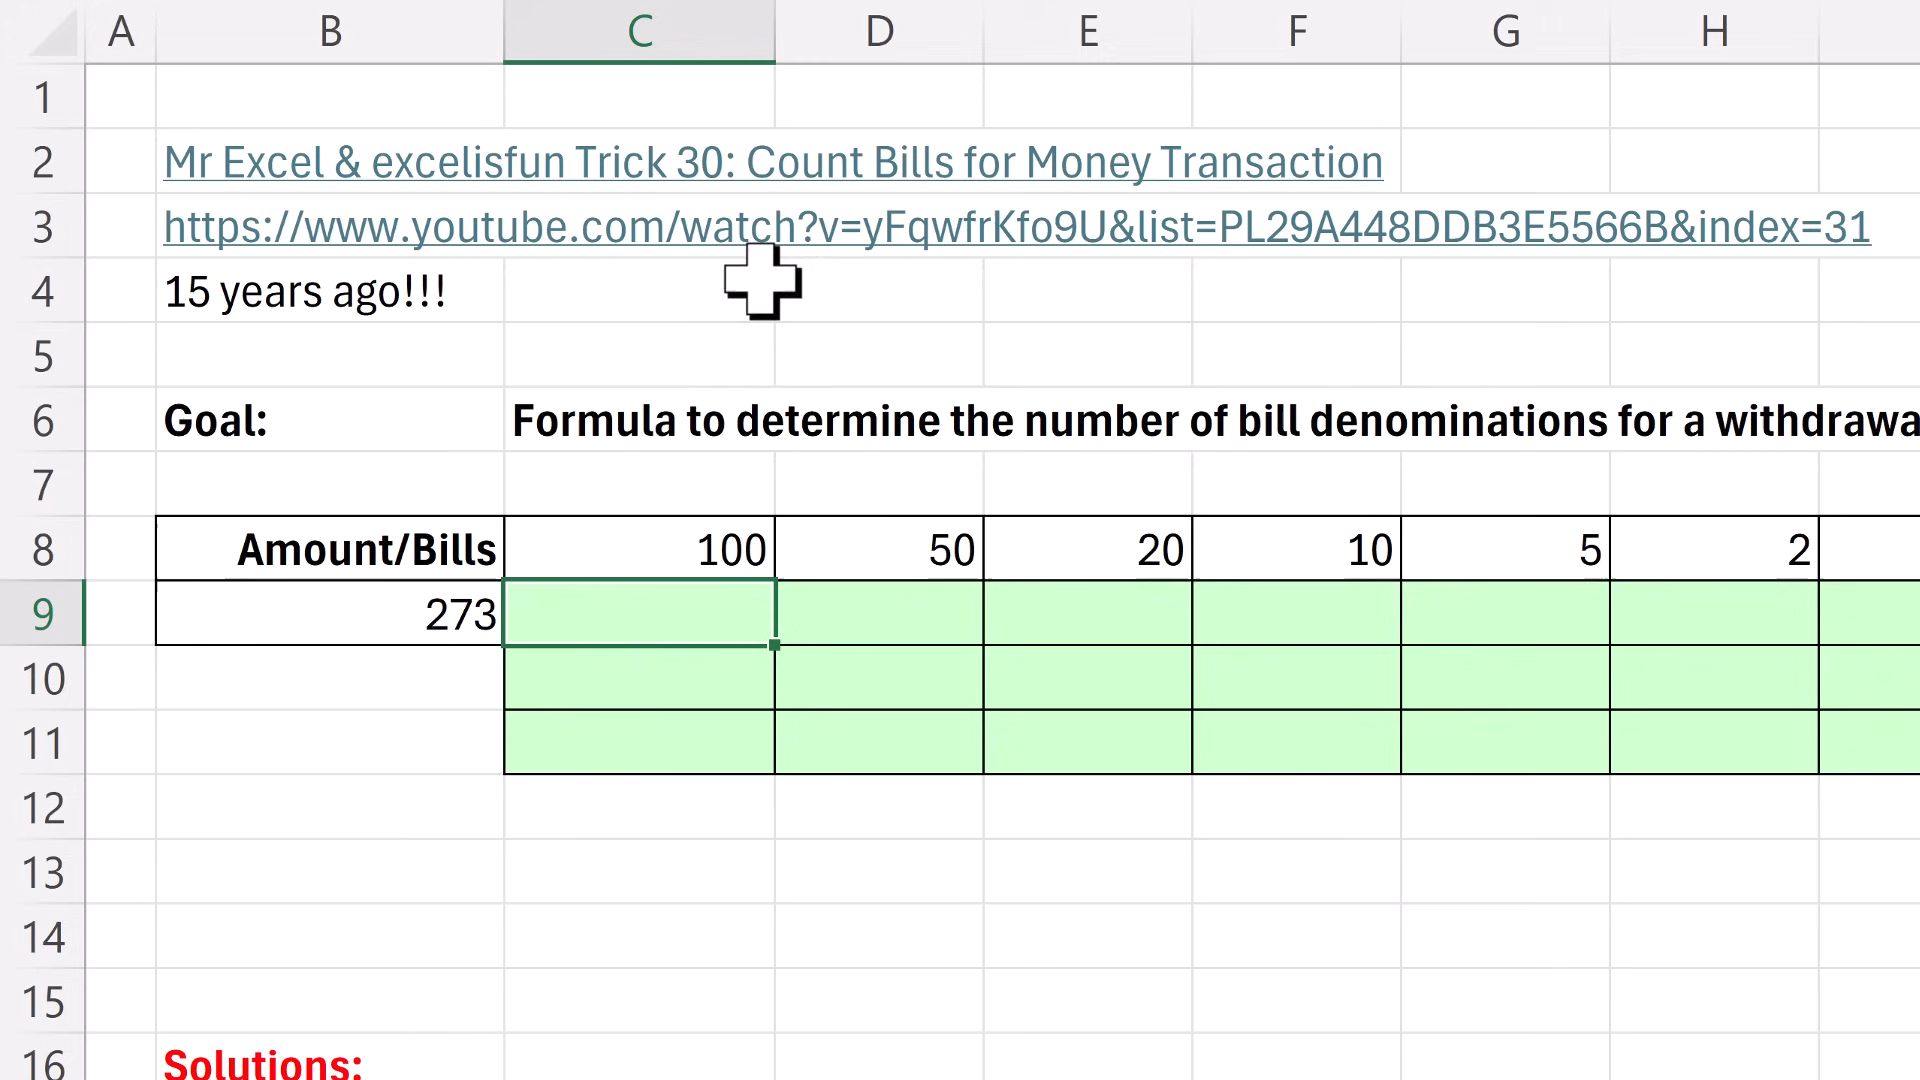 A B C D E F G H
1
2 Mr Excel & excelisfun Trick 30: Count Bills for Money Transaction
3 https://www.youtube.com/watch?v=yFqwfrKfo9U&list=PL29A448DDB3E5566B&index=31
4 15 years ago!!!
5
6 Goal: Formula to determine the number of bill denominations for a withdrawa
7
8 Amount/Bills 100 50 20 10 5 2
9 273
10
11
12
13
14
15
16 Solutions: